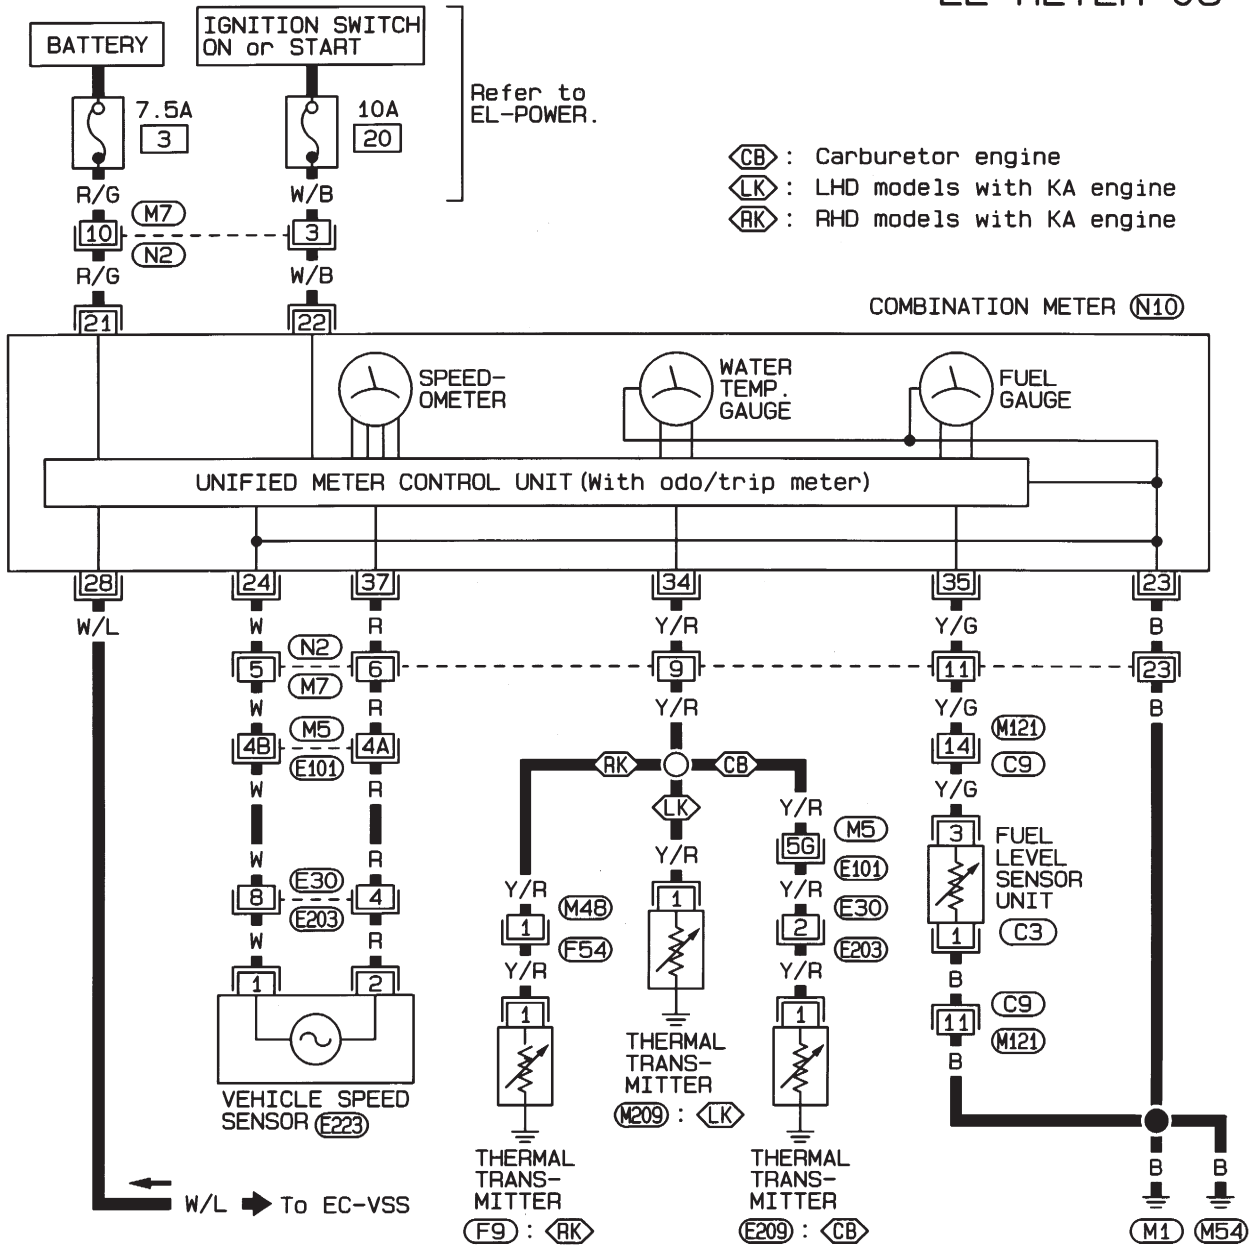 BATTERY
IGNITION SWITCH
ON or START
7.5A
3
10A
20
Refer to
EL-POWER.
R/G
W/B
CB : Carburetor engine
LK : LHD models with KA engine
RK : RHD models with KA engine
M7
10
3
N2
R/G
W/B
COMBINATION METER N10
21
22
SPEED-
OMETER
WATER
TEMP.
GAUGE
FUEL
GAUGE
UNIFIED METER CONTROL UNIT (With odo/trip meter)
28
24
37
34
35
23
W/L
W
R
Y/R
Y/G
B
N2
5
6
9
11
23
M7
W
R
Y/R
Y/G
B
M5
M121
4B
4A
14
E101
C9
RK
CB
W
R
Y/G
LK
Y/R
M5
3
FUEL
LEVEL
SENSOR
UNIT
5G
E101
W
R
Y/R
E30
Y/R
1
Y/R
8
4
M48
E30
E203
1
2
1
C3
F54
E203
W
R
Y/R
Y/R
B
1
2
1
1
C9
11
M121
THERMAL
TRANS-
MITTER
M209 : LK
B
VEHICLE SPEED
SENSOR E223
THERMAL
TRANS-
MITTER
F9 : RK
THERMAL
TRANS-
MITTER
E209 : CB
B
B
W/L To EC-VSS
M1
M54